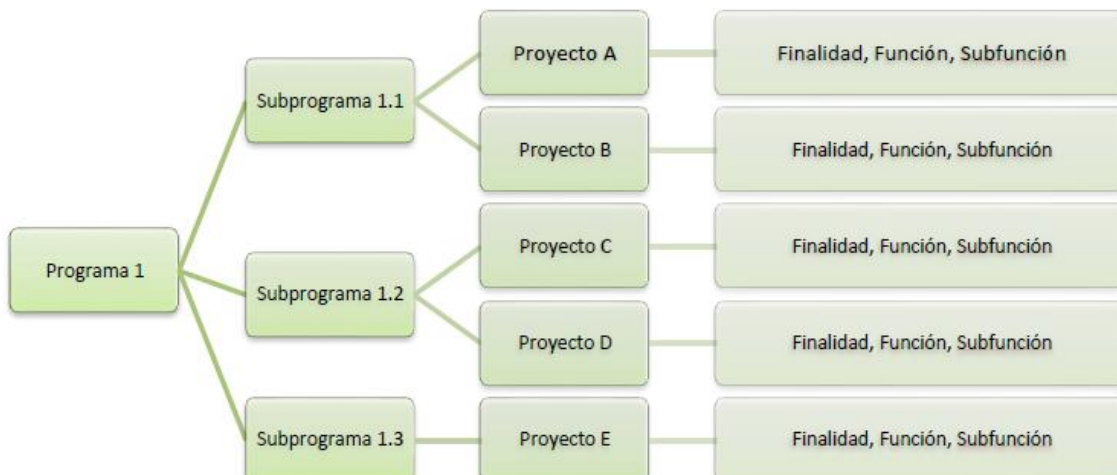 Proyecto A
Finalidad, Función, Subfunción
Subprograma 1.1
Proyecto B
Finalidad, Función, Subfunción
Programa 1
Proyecto C
Finalidad, Función, Subfunción
Subprograma 1.2
Proyecto D
Finalidad, Función, Subfunción
Subprograma 1.3
Proyecto E
Finalidad, Función, Subfunción